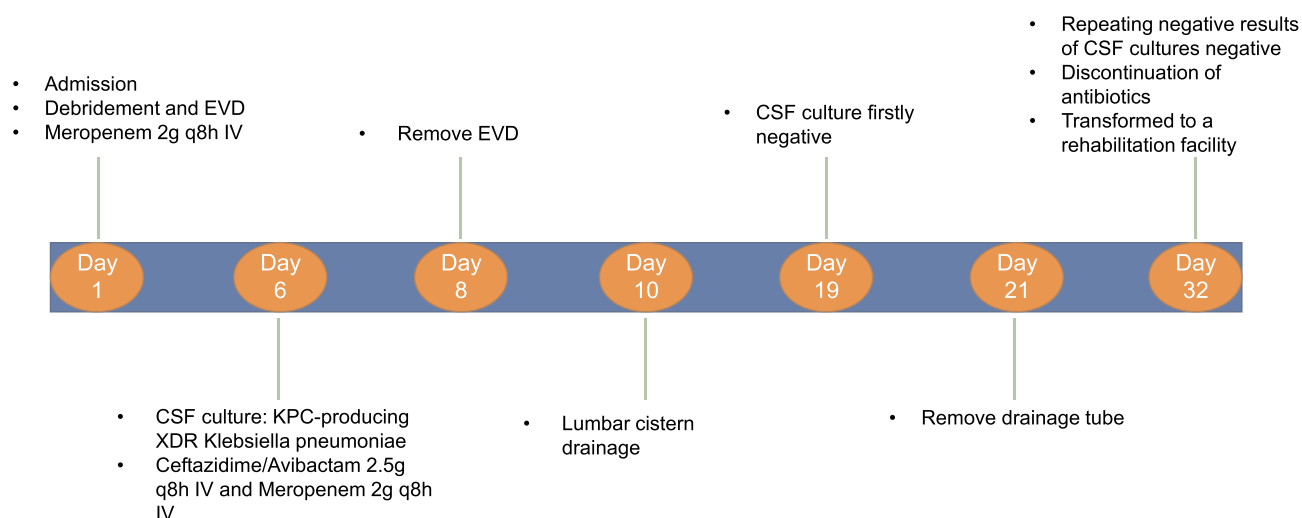 • Admission
• Debridement and EVD
• Meropenem 2g q8h IV
• Remove EVD
• CSF culture firstly
negative
• Repeating negative results
of CSF cultures negative
• Discontinuation of
antibiotics
• Transformed to a
rehabilitation facility
Day
1
Day
6
Day
8
Day
10
Day
19
Day
21
Day
32
• CSF culture: KPC-producing
XDR Klebsiella pneumoniae
• Ceftazidime/Avibactam 2.5g
q8h IV and Meropenem 2g q8h
IV
• Lumbar cistern
drainage
• Remove drainage tube